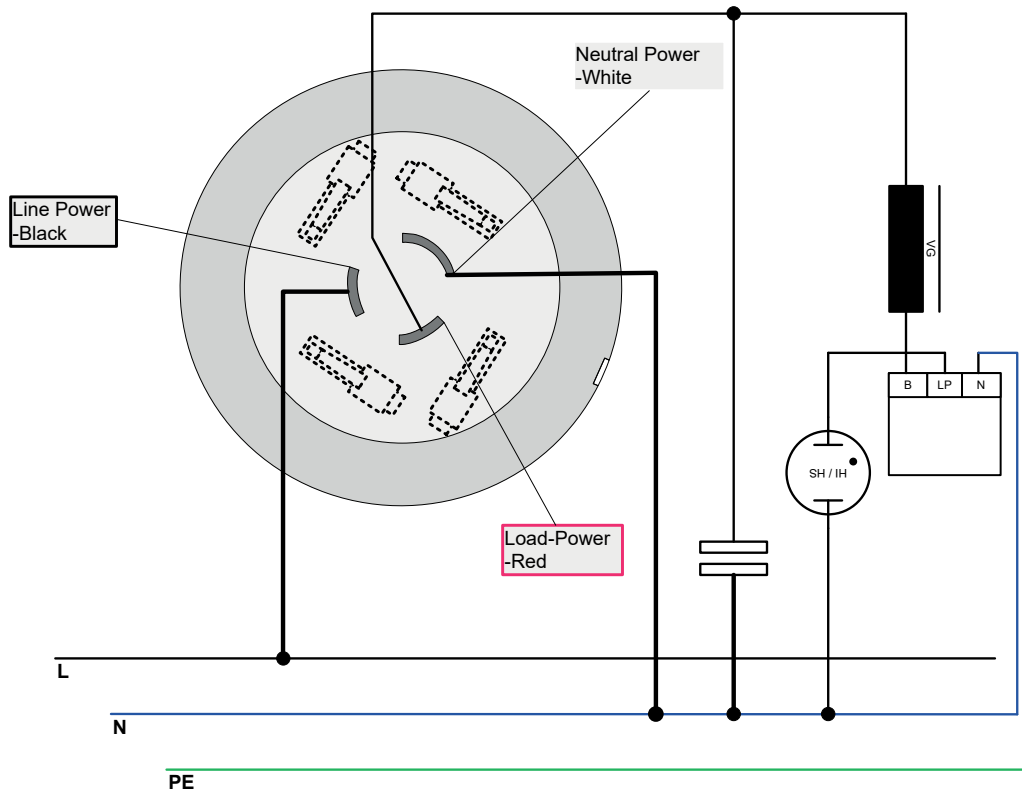 Neutral Power
-White
Line Power
-Black
VG
B LP N
SH / IH
Load-Power
-Red
L
N
PE